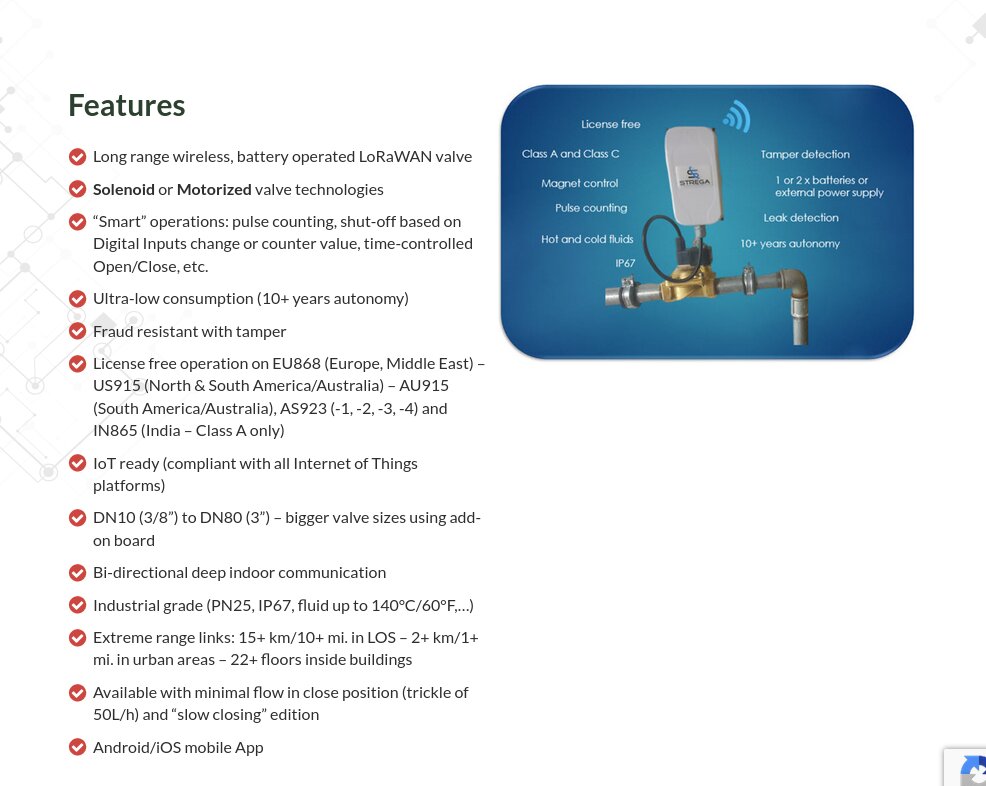 Features
Long range wireless, battery operated LoRaWAN valve
Solenoid or Motorized valve technologies
“Smart” operations: pulse counting, shut-off based on
Digital Inputs change or counter value, time-controlled
Open/Close, etc.
Ultra-low consumption (10+ years autonomy)
Fraud resistant with tamper
License free operation on EU868 (Europe, Middle East) –
US915 (North & South America/Australia) – AU915
(South America/Australia), AS923 (-1, -2, -3, -4) and
IN865 (India – Class A only)
IoT ready (compliant with all Internet of Things
platforms)
DN10 (3/8”) to DN80 (3”) – bigger valve sizes using add-
on board
Bi-directional deep indoor communication
Industrial grade (PN25, IP67, fluid up to 140°C/60°F,…)
Extreme range links: 15+ km/10+ mi. in LOS – 2+ km/1+
mi. in urban areas – 22+ floors inside buildings
Available with minimal flow in close position (trickle of
50L/h) and “slow closing” edition
Android/iOS mobile App
License free
Class A and Class C
Magnet control
Pulse counting
Hot and cold fluids
IP67
STREGA
Tamper detection
1 or 2 x batteries or
external power supply
Leak detection
10+ years autonomy